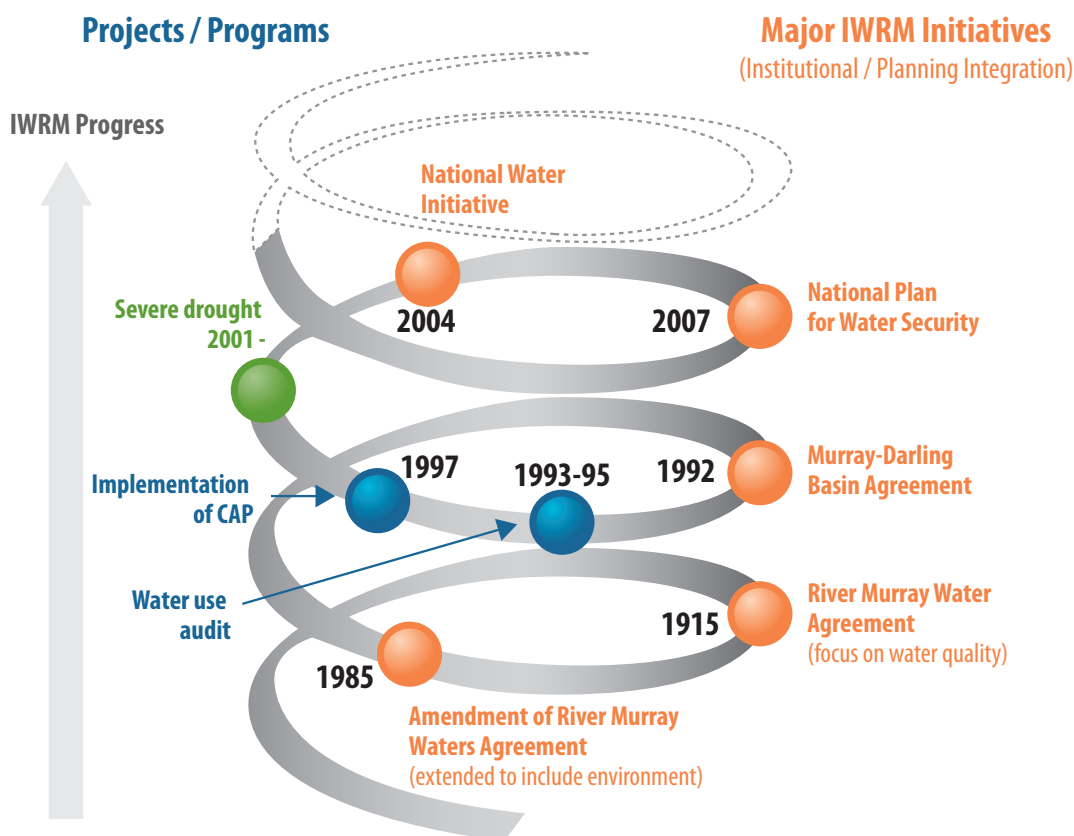 Projects / Programs
Major IWRM Initiatives
(Institutional / Planning Integration)
IWRM Progress
National Water
Initiative
Severe drought
2001 -
2004
2007
National Plan
for Water Security
Implementation
of CAP
1997
1993-95
1992
Murray-Darling
Basin Agreement
Water use
audit
1985
1915
River Murray Water
Agreement
(focus on water quality)
Amendment of River Murray
Waters Agreement
(extended to include environment)